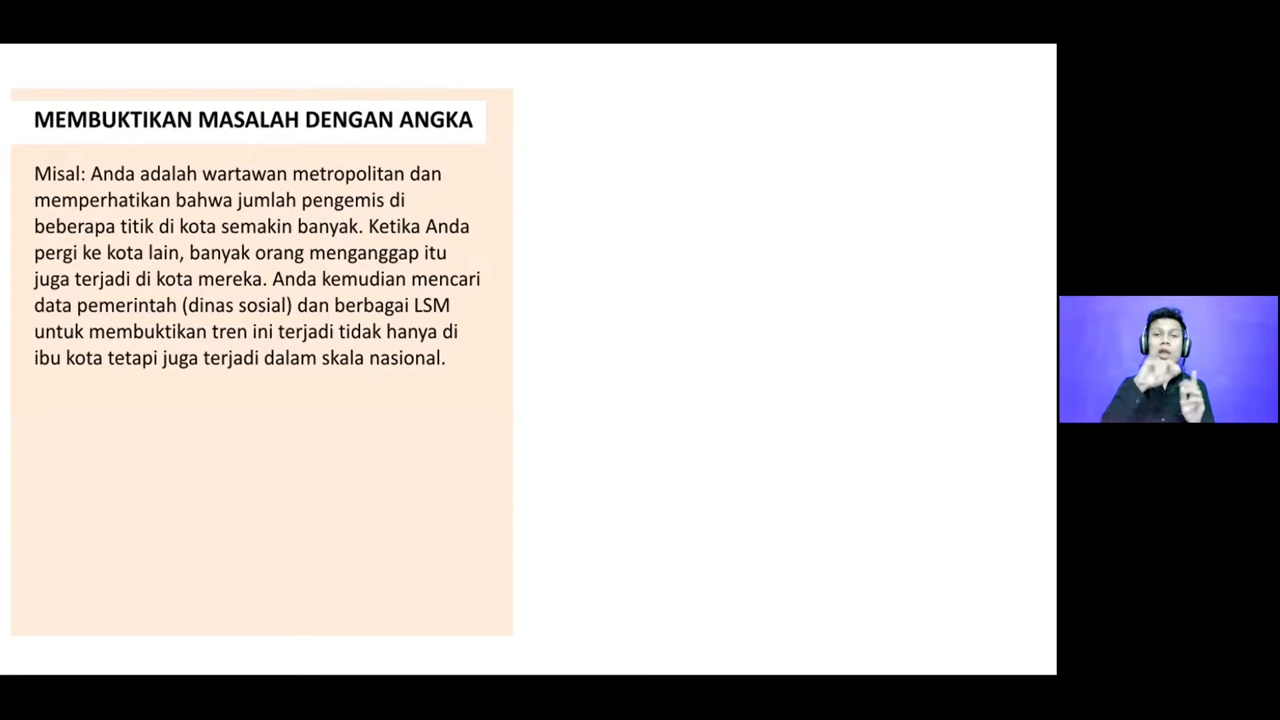 MEMBUKTIKAN MASALAH DENGAN ANGKA
Misal: Anda adalah wartawan metropolitan dan
memperhatikan bahwa jumlah pengemis di
beberapa titik di kota semakin banyak. Ketika Anda
pergi ke kota lain, banyak orang menganggap itu
juga terjadi di kota mereka. Anda kemudian mencari
data pemerintah (dinas sosial) dan berbagai LSM
untuk membuktikan tren ini terjadi tidak hanya di
ibu kota tetapi juga terjadi dalam skala nasional.